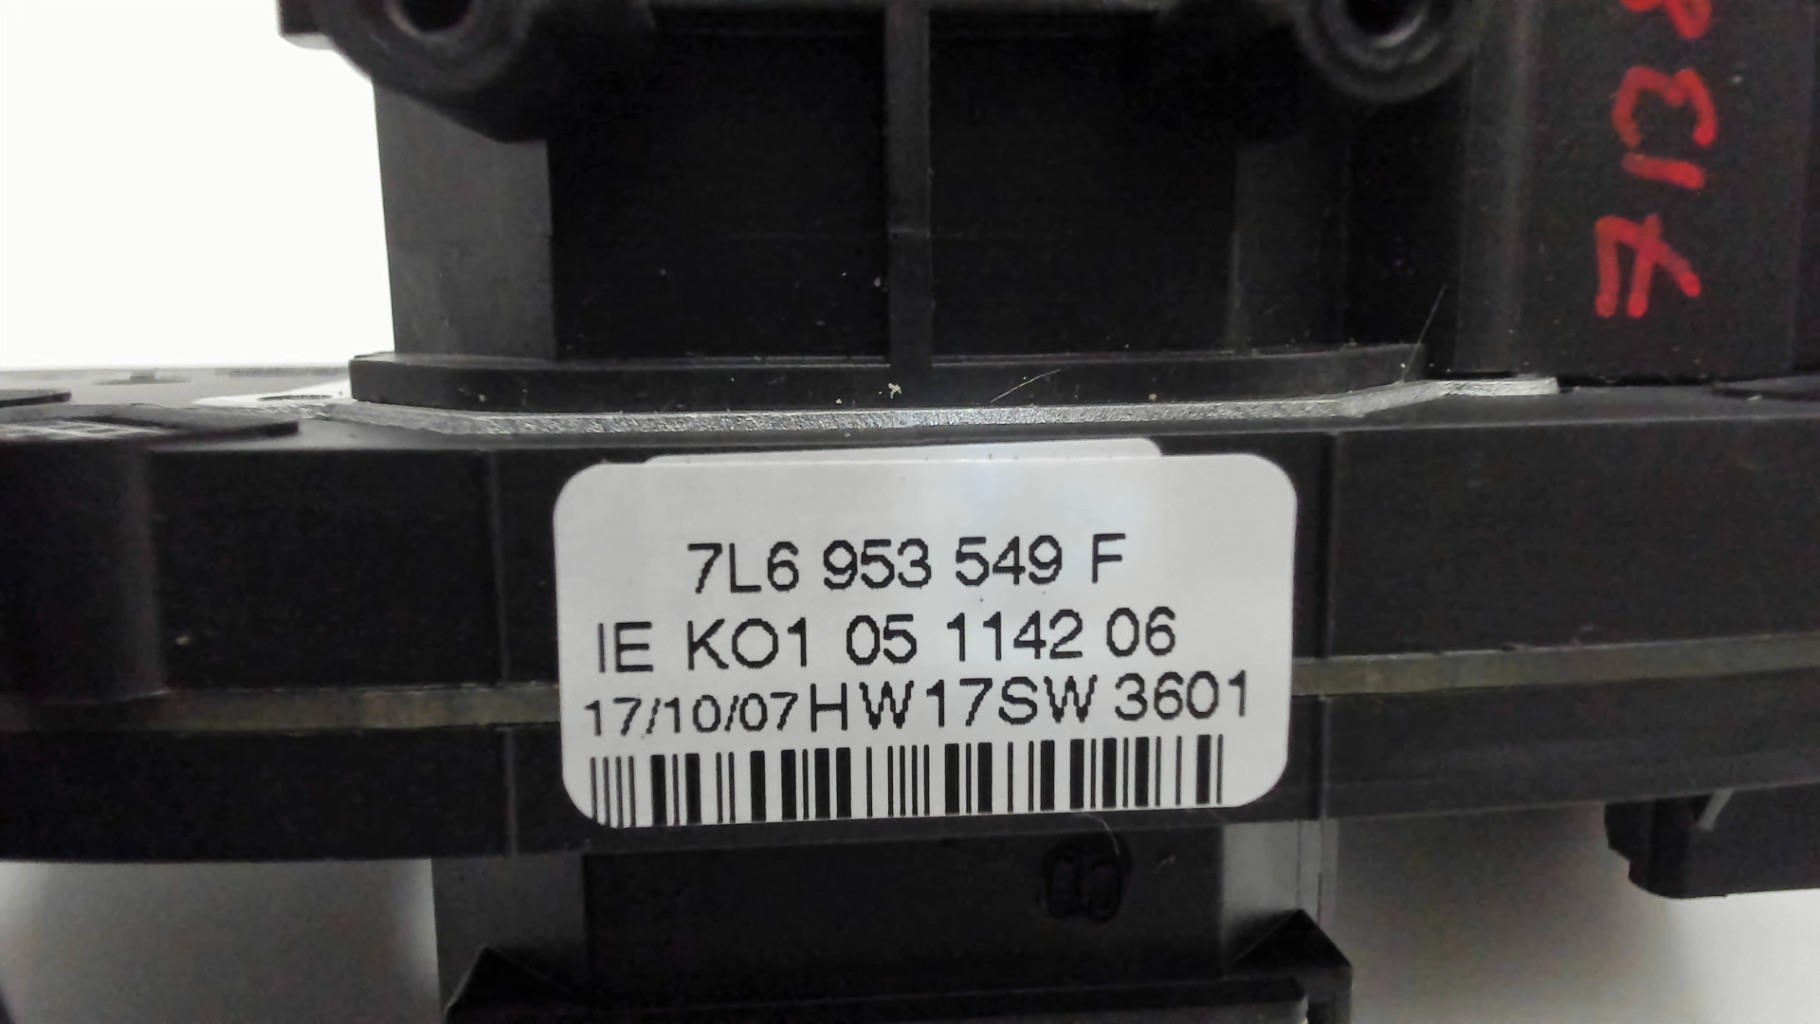 7L6 953 549 F
IE KO1 05 1142 06
17/10/07HW17SW 3601